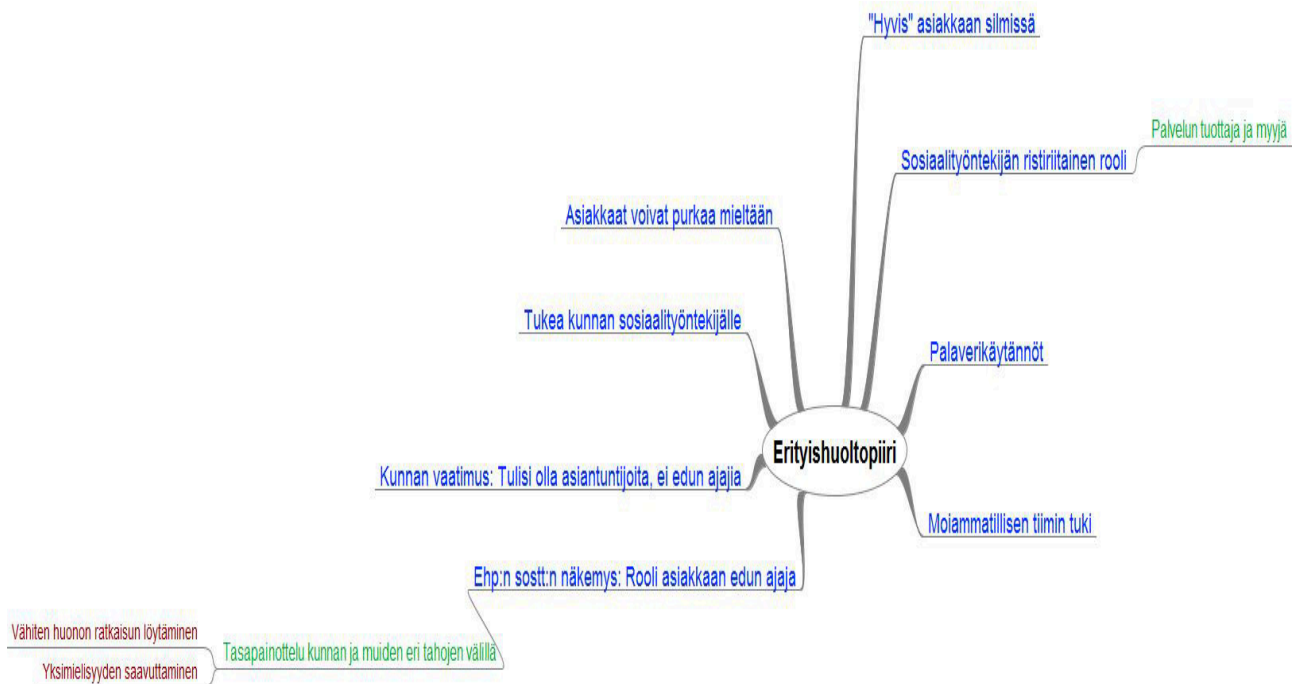 "Hyvis" asiakkaan silmissä
Palvelun tuottaja ja myyjä
Sosiaalityöntekijän ristiriitainen rooli
Asiakkaat voivat purkaa mieltään
Tukea kunnan sosiaalityöntekijälle
Palaverikäytännöt
Erityishuoltopiiri
Kunnan vaatimus: Tulisi olla asiantuntijoita, ei edun ajajia
Moiammatillisen tiimin tuki
Ehp:n sostt:n näkemys: Rooli asiakkaan edun ajaja
Vähiten huonon ratkaisun löytäminen
Tasapainottelu kunnan ja muiden eri tahojen välillä
Yksimielisyyden saavuttaminen